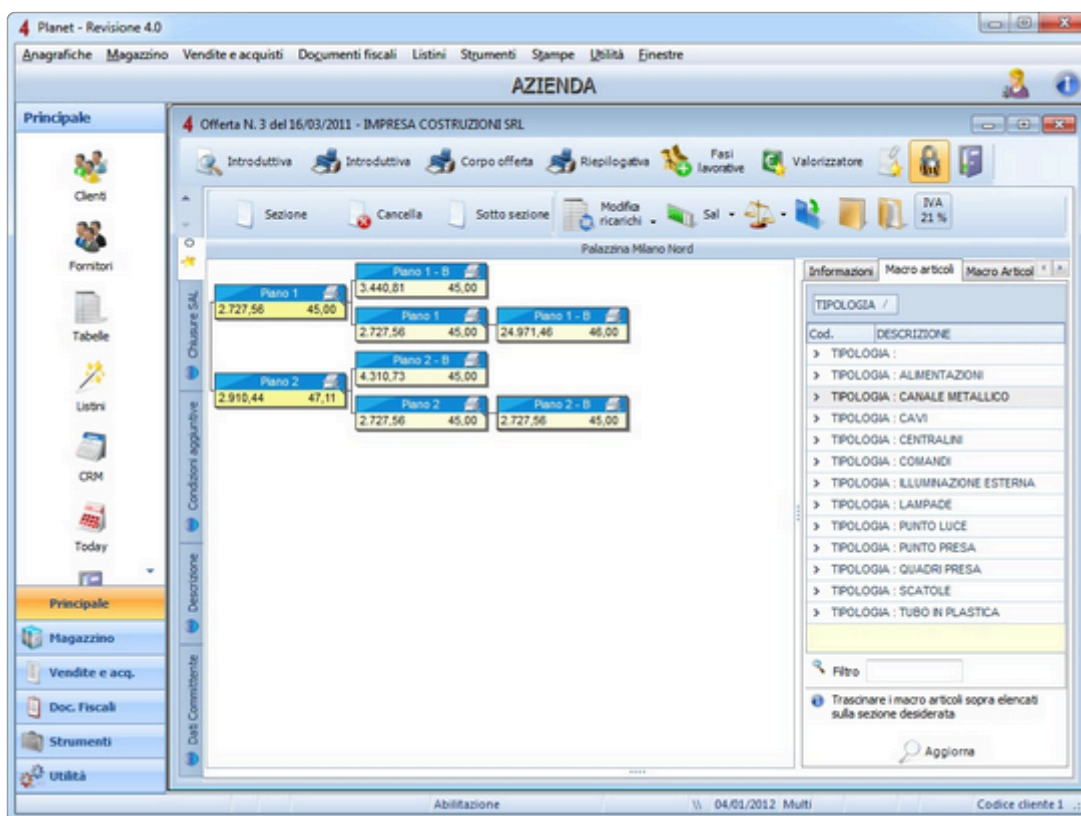 Planet - Revisione 4.0
Anagrafiche Magazzino Vendite e acquisti Documenti fiscali Listini Strumenti Stampe Utilità Finestre
AZIENDA
Principale
Clienti
Fornitori
Tabelle
Listini
CRM
Today
Principale
Magazzino
Vendite e acq.
Doc. Fiscali
Strumenti
Utilità
Offerta N. 3 del 16/03/2011 - IMPRESA COSTRUZIONI SRL
Introduttiva Introduttiva Corpo offerta Riepilogativa Fasi lavorative Valorizzatore
Sezione Cancella Sotto sezione Modifica ricarichi Sal IVA 21 %
Palazzina Milano Nord
Chiusure SAL
Condizioni aggiuntive
Descrizione
Dati Committente
Piano 1 - B
3.440,81 45,00
Piano 1
2.727,56 45,00
Piano 1
2.727,56 45,00
Piano 1 - B
24.971,46 46,00
Piano 2 - B
4.310,73 45,00
Piano 2
2.910,44 47,11
Piano 2
2.727,56 45,00
Piano 2 - B
2.727,56 45,00
Informazioni Macro articoli Macro Articol
TIPOLOGIA /
Cod. DESCRIZIONE
> TIPOLOGIA :
> TIPOLOGIA : ALIMENTAZIONI
> TIPOLOGIA : CANALE METALLICO
> TIPOLOGIA : CAVI
> TIPOLOGIA : CENTRALINI
> TIPOLOGIA : COMANDI
> TIPOLOGIA : ILLUMINAZIONE ESTERNA
> TIPOLOGIA : LAMPADE
> TIPOLOGIA : PUNTO LUCE
> TIPOLOGIA : PUNTO PRESA
> TIPOLOGIA : QUADRI PRESA
> TIPOLOGIA : SCATOLE
> TIPOLOGIA : TUBO IN PLASTICA
Filtro
Trascinare i macro articoli sopra elencati
sulla sezione desiderata
Aggiorna
Abilitazione \\ 04/01/2012 Multi Codice cliente 1